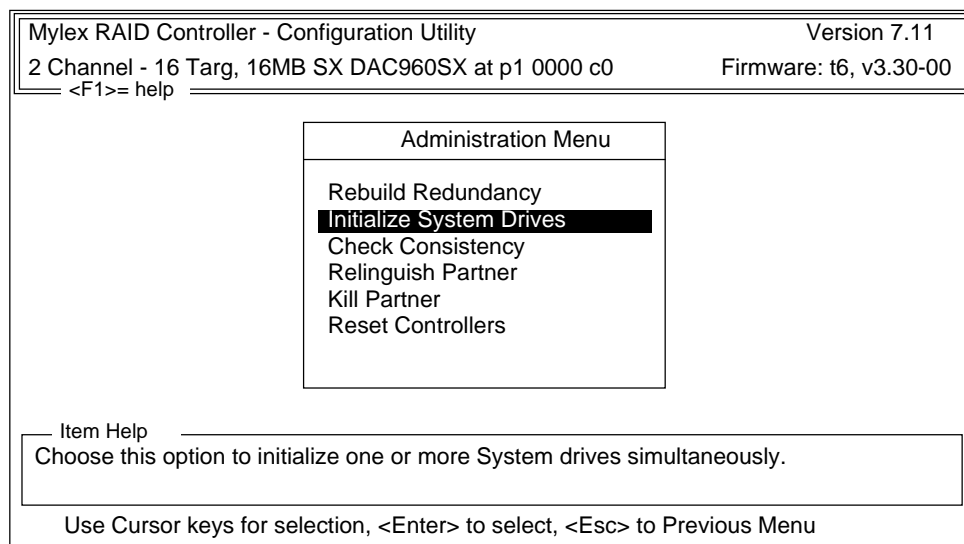 Mylex RAID Controller - Configuration Utility Version 7.11
2 Channel - 16 Targ, 16MB SX DAC960SX at p1 0000 c0 Firmware: t6, v3.30-00
<F1>= help
Administration Menu
Rebuild Redundancy
Initialize System Drives
Check Consistency
Relinguish Partner
Kill Partner
Reset Controllers
Item Help
Choose this option to initialize one or more System drives simultaneously.
Use Cursor keys for selection, <Enter> to select, <Esc> to Previous Menu